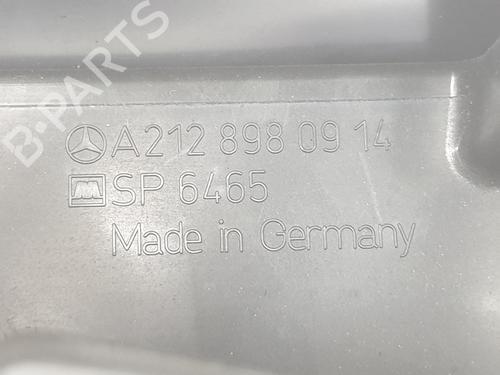 B-PARTS
A212 898 09 14
M SP 6465
Made in Germany